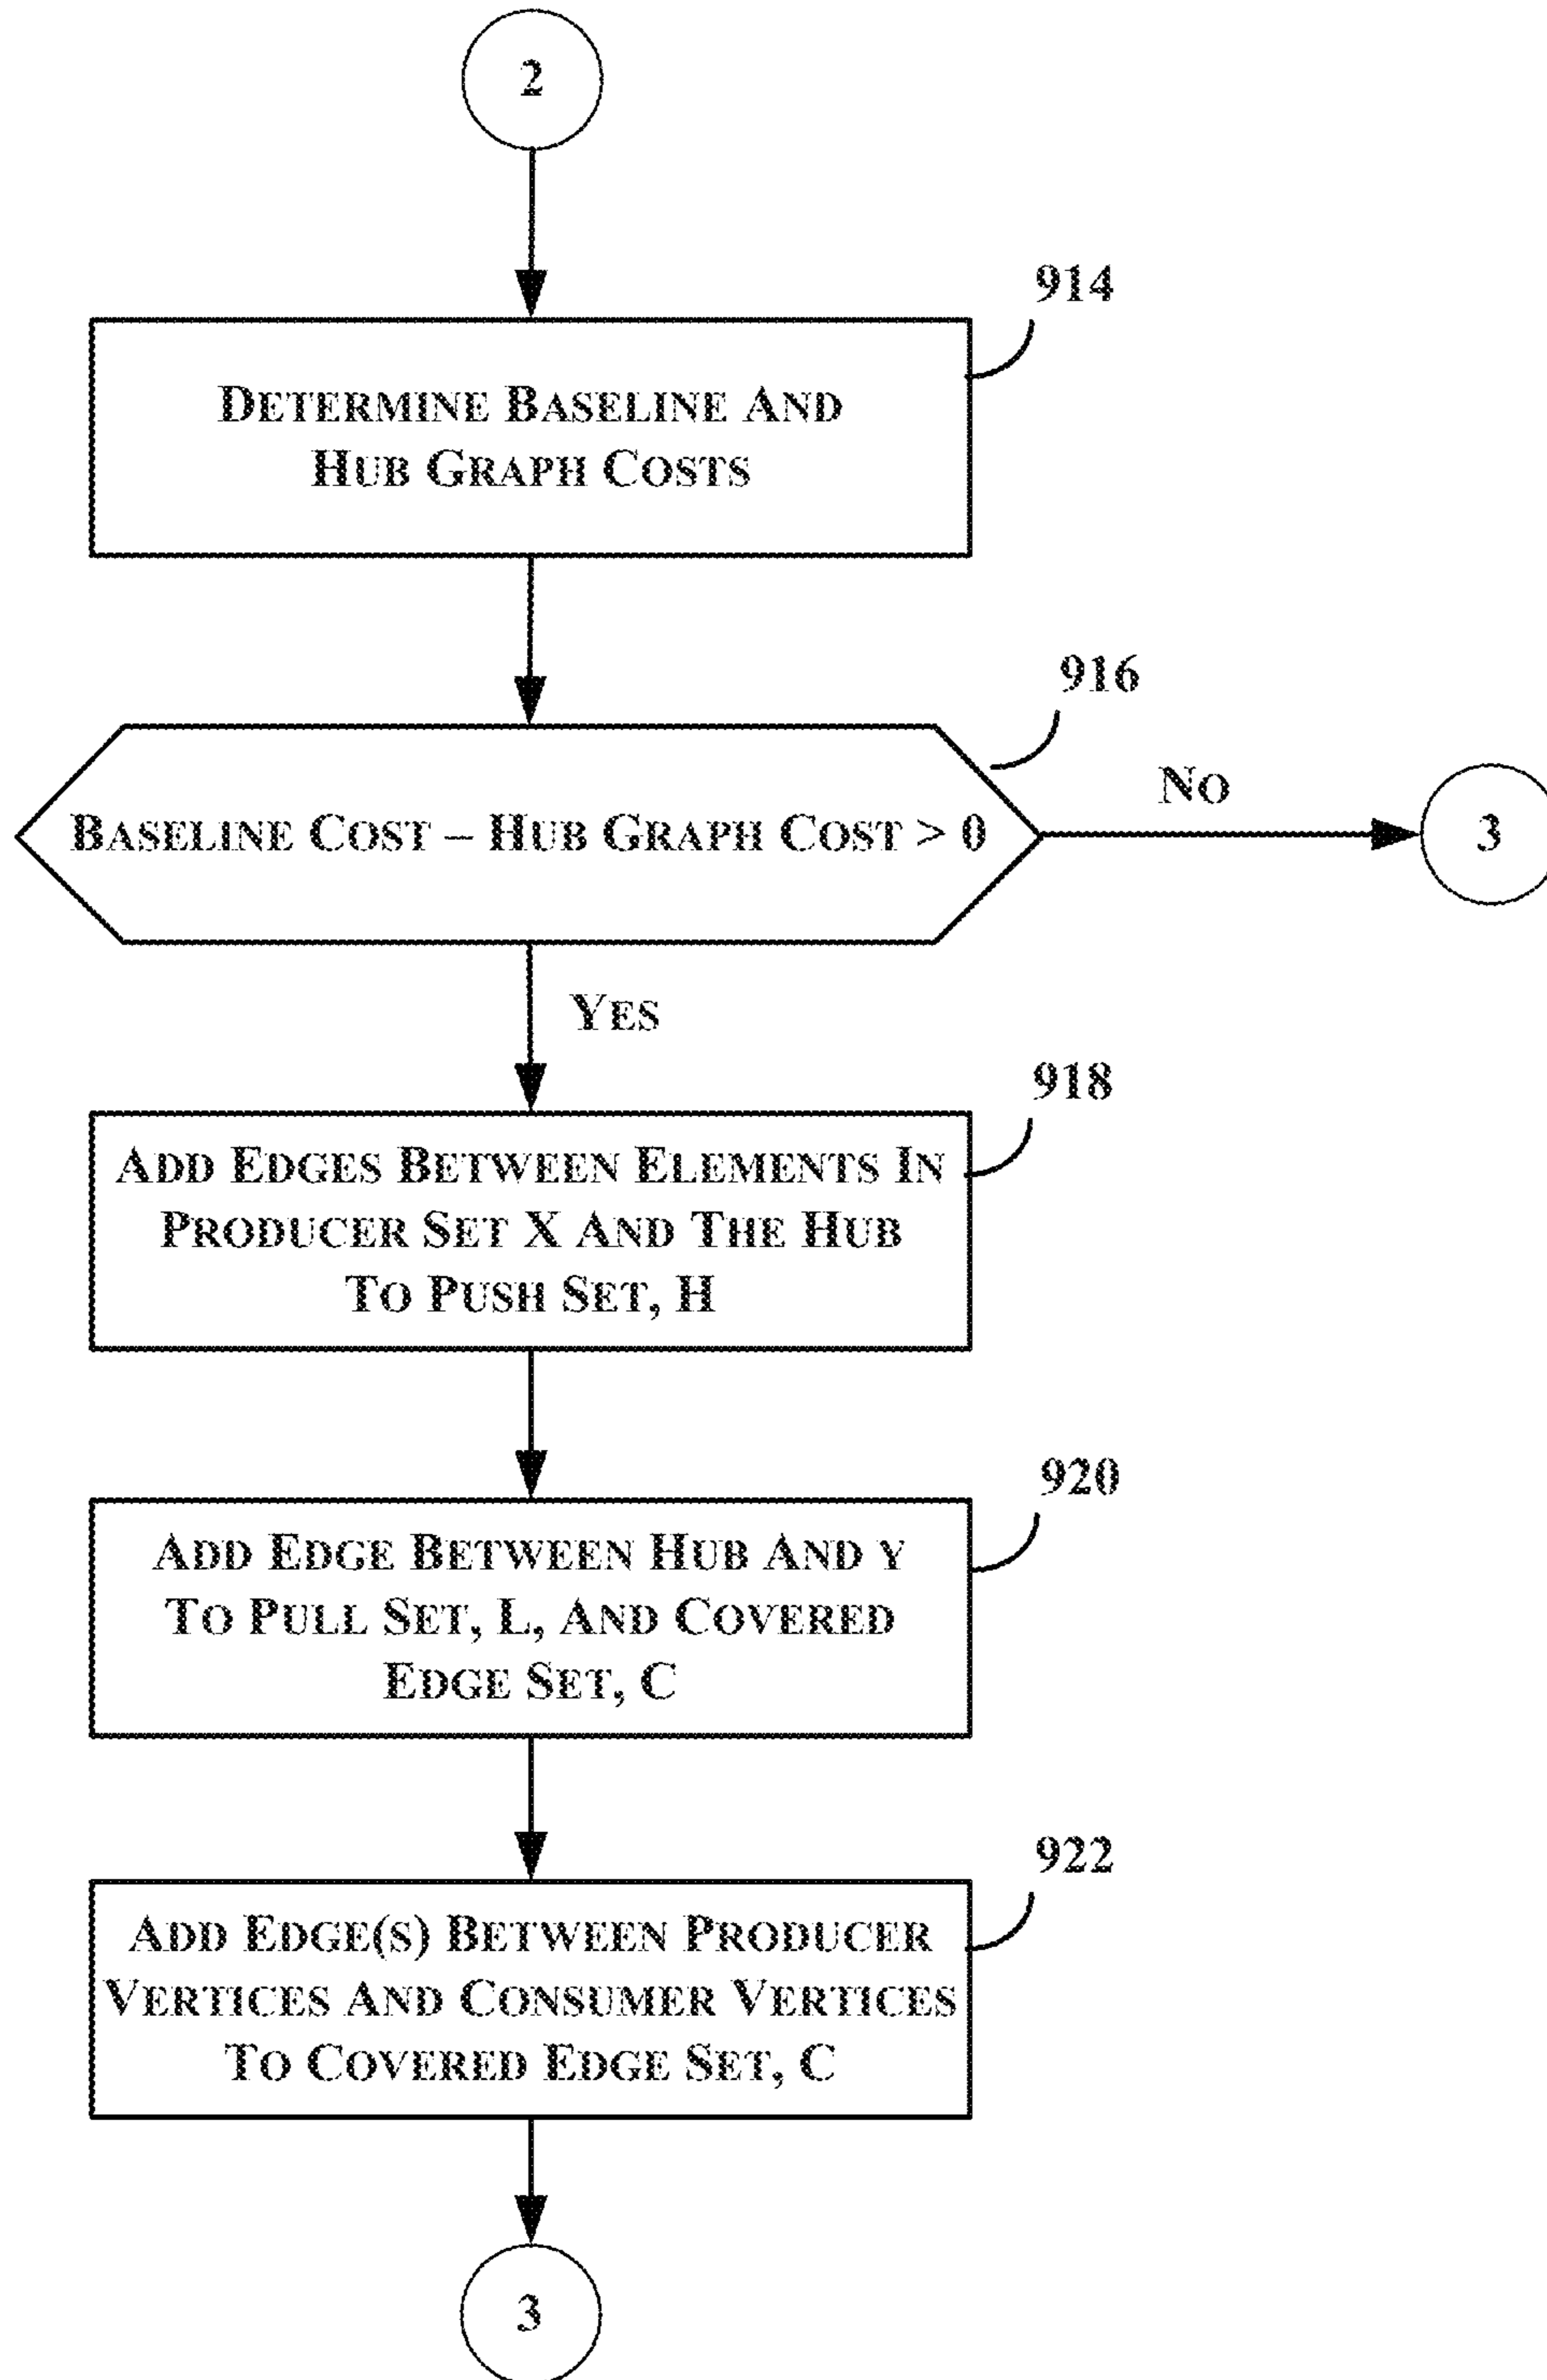 2
914
DETERMINE BASELINE AND
HUB GRAPH COSTS
916
BASELINE COST – HUB GRAPH COST > 0
NO
3
YES
918
ADD EDGES BETWEEN ELEMENTS IN
PRODUCER SET X AND THE HUB
TO PUSH SET, H
920
ADD EDGE BETWEEN HUB AND Y
TO PULL SET, L, AND COVERED
EDGE SET, C
922
ADD EDGE(S) BETWEEN PRODUCER
VERTICES AND CONSUMER VERTICES
TO COVERED EDGE SET, C
3